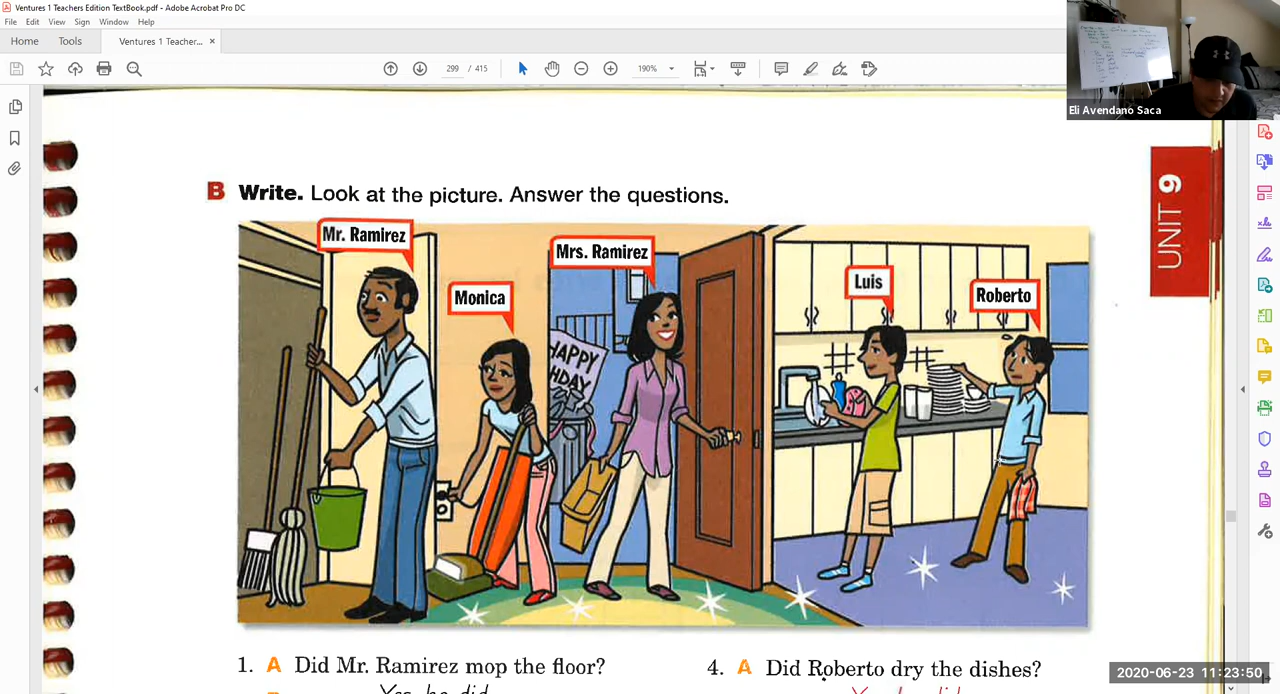 Ventures 1 Teachers Edition TextBook.pdf - Adobe Acrobat Pro DC
File Edit View Sign Window Help
Home Tools Ventures 1 Teacher... ×
299 / 415 190%
Eli Avendano Saca
UNIT 9
B Write. Look at the picture. Answer the questions.
Mr. Ramirez
Mrs. Ramirez
Luis
Roberto
Monica
HAPPY
HDAY
1. A Did Mr. Ramirez mop the floor?
4. A Did Roberto dry the dishes?
Yes, he did
2020-06-23 11:23:50